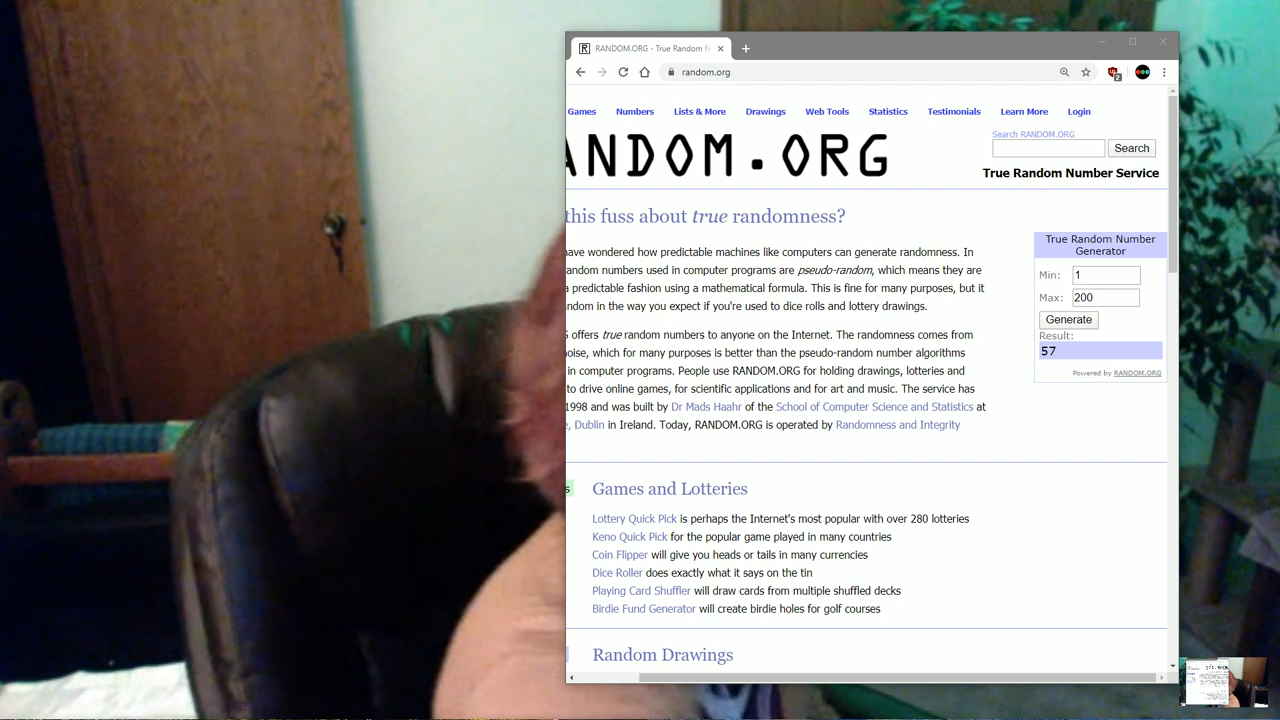 RANDOM.ORG - True Random N
random.org
2
Games Numbers Lists & More Drawings Web Tools Statistics Testimonials Learn More Login
ANDOM.ORG
Search RANDOM.ORG
Search
True Random Number Service
this fuss about true randomness?
have wondered how predictable machines like computers can generate randomness. In
andom numbers used in computer programs are pseudo-random, which means they are
a predictable fashion using a mathematical formula. This is fine for many purposes, but it
ndom in the way you expect if you're used to dice rolls and lottery drawings.
S offers true random numbers to anyone on the Internet. The randomness comes from
oise, which for many purposes is better than the pseudo-random number algorithms
in computer programs. People use RANDOM.ORG for holding drawings, lotteries and
to drive online games, for scientific applications and for art and music. The service has
1998 and was built by Dr Mads Haahr of the School of Computer Science and Statistics at
e, Dublin in Ireland. Today, RANDOM.ORG is operated by Randomness and Integrity
True Random Number
Generator
Min: 1
Max: 200
Generate
Result:
57
Powered by RANDOM.ORG
s
Games and Lotteries
Lottery Quick Pick is perhaps the Internet's most popular with over 280 lotteries
Keno Quick Pick for the popular game played in many countries
Coin Flipper will give you heads or tails in many currencies
Dice Roller does exactly what it says on the tin
Playing Card Shuffler will draw cards from multiple shuffled decks
Birdie Fund Generator will create birdie holes for golf courses
Random Drawings